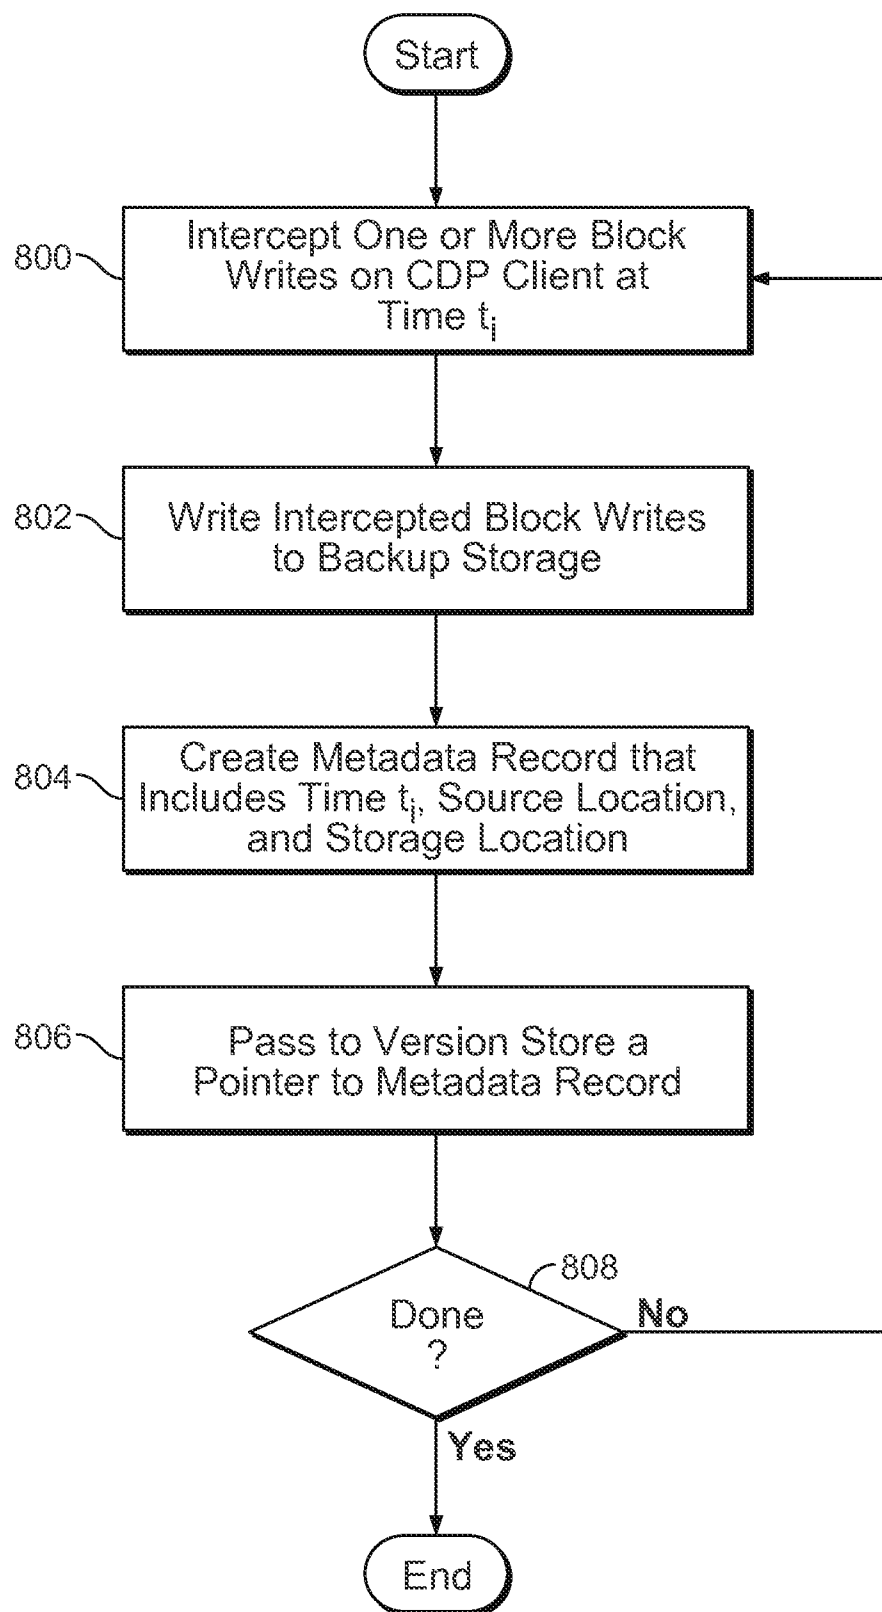 Start
800
Intercept One or More Block
Writes on CDP Client at
Time tᵢ
802
Write Intercepted Block Writes
to Backup Storage
804
Create Metadata Record that
Includes Time tᵢ, Source Location,
and Storage Location
806
Pass to Version Store a
Pointer to Metadata Record
808
Done
?
No
Yes
End